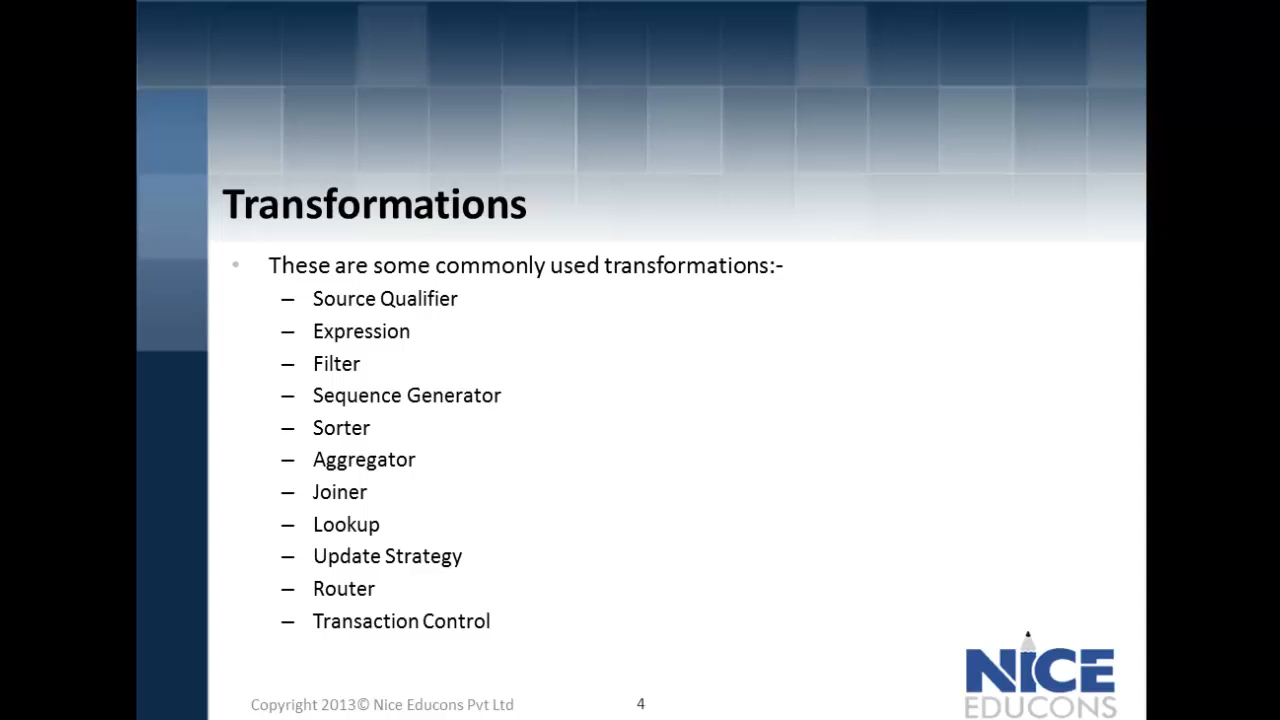 Transformations
• These are some commonly used transformations:-
– Source Qualifier
– Expression
– Filter
– Sequence Generator
– Sorter
– Aggregator
– Joiner
– Lookup
– Update Strategy
– Router
– Transaction Control
Copyright 2013© Nice Educons Pvt Ltd
4
NICE
EDUCONS